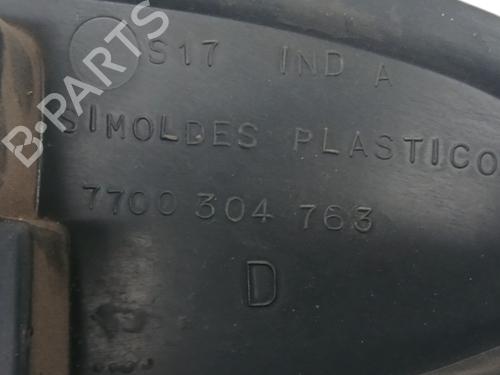 S17 IND A
SIMOLDES PLASTICO
7700 304 763
D
B-PARTS